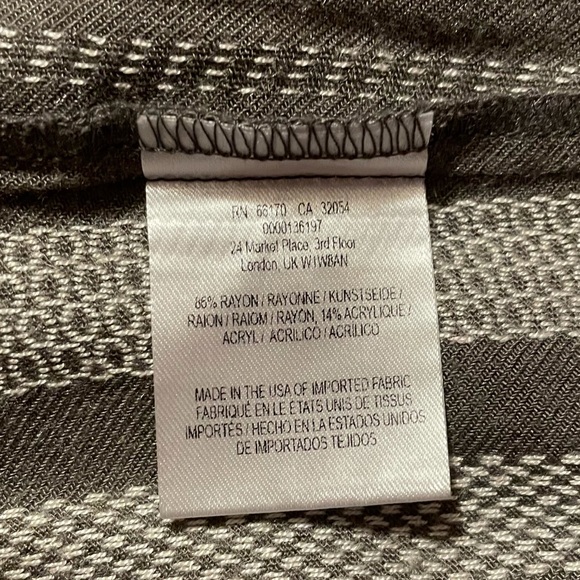 RN 66170 CA 32054
0000136197
24 Market Place, 3rd Floor
London, UK W1W8AN
86% RAYON / RAYONNE / KUNSTSEIDE /
RAION / RAIOM / RAYON, 14% ACRYLIQUE /
ACRYL / ACRILICO / ACRÍLICO
MADE IN THE USA OF IMPORTED FABRIC
FABRIQUÉ EN LE ÉTATS UNIS DE TISSUS
IMPORTÉS / HECHO EN LA ESTADOS UNIDOS
DE IMPORTADOS TEJIDOS